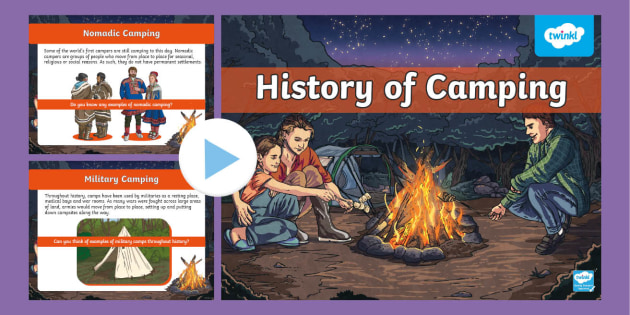 Nomadic Camping
Some of the world's first campers are still camping to this day. Nomadic
campers are groups of people who move from place to place for seasonal,
religious or social reasons. As such, they do not have permanent settlements.
Do you know any examples of nomadic camping?
Military Camping
Throughout history, camps have been used by militaries as a resting place,
medical bays and war rooms. As many wars were fought across large areas
of land, armies would move from place to place, setting up and putting
down campsites along the way.
Can you think of examples of military camps throughout history?
twinkl
History of Camping
twinkl